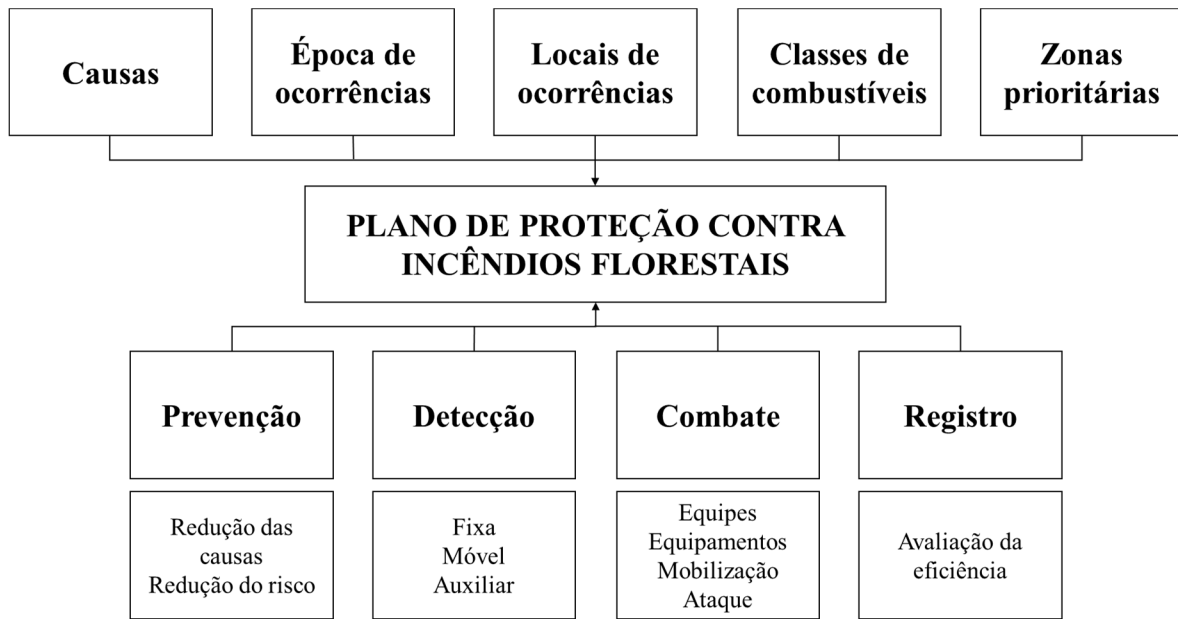 Causas
Época de
ocorrências
Locais de
ocorrências
Classes de
combustíveis
Zonas
prioritárias
PLANO DE PROTEÇÃO CONTRA
INCÊNDIOS FLORESTAIS
Prevenção
Detecção
Combate
Registro
Redução das
causas
Redução do risco
Fixa
Móvel
Auxiliar
Equipes
Equipamentos
Mobilização
Ataque
Avaliação da
eficiência